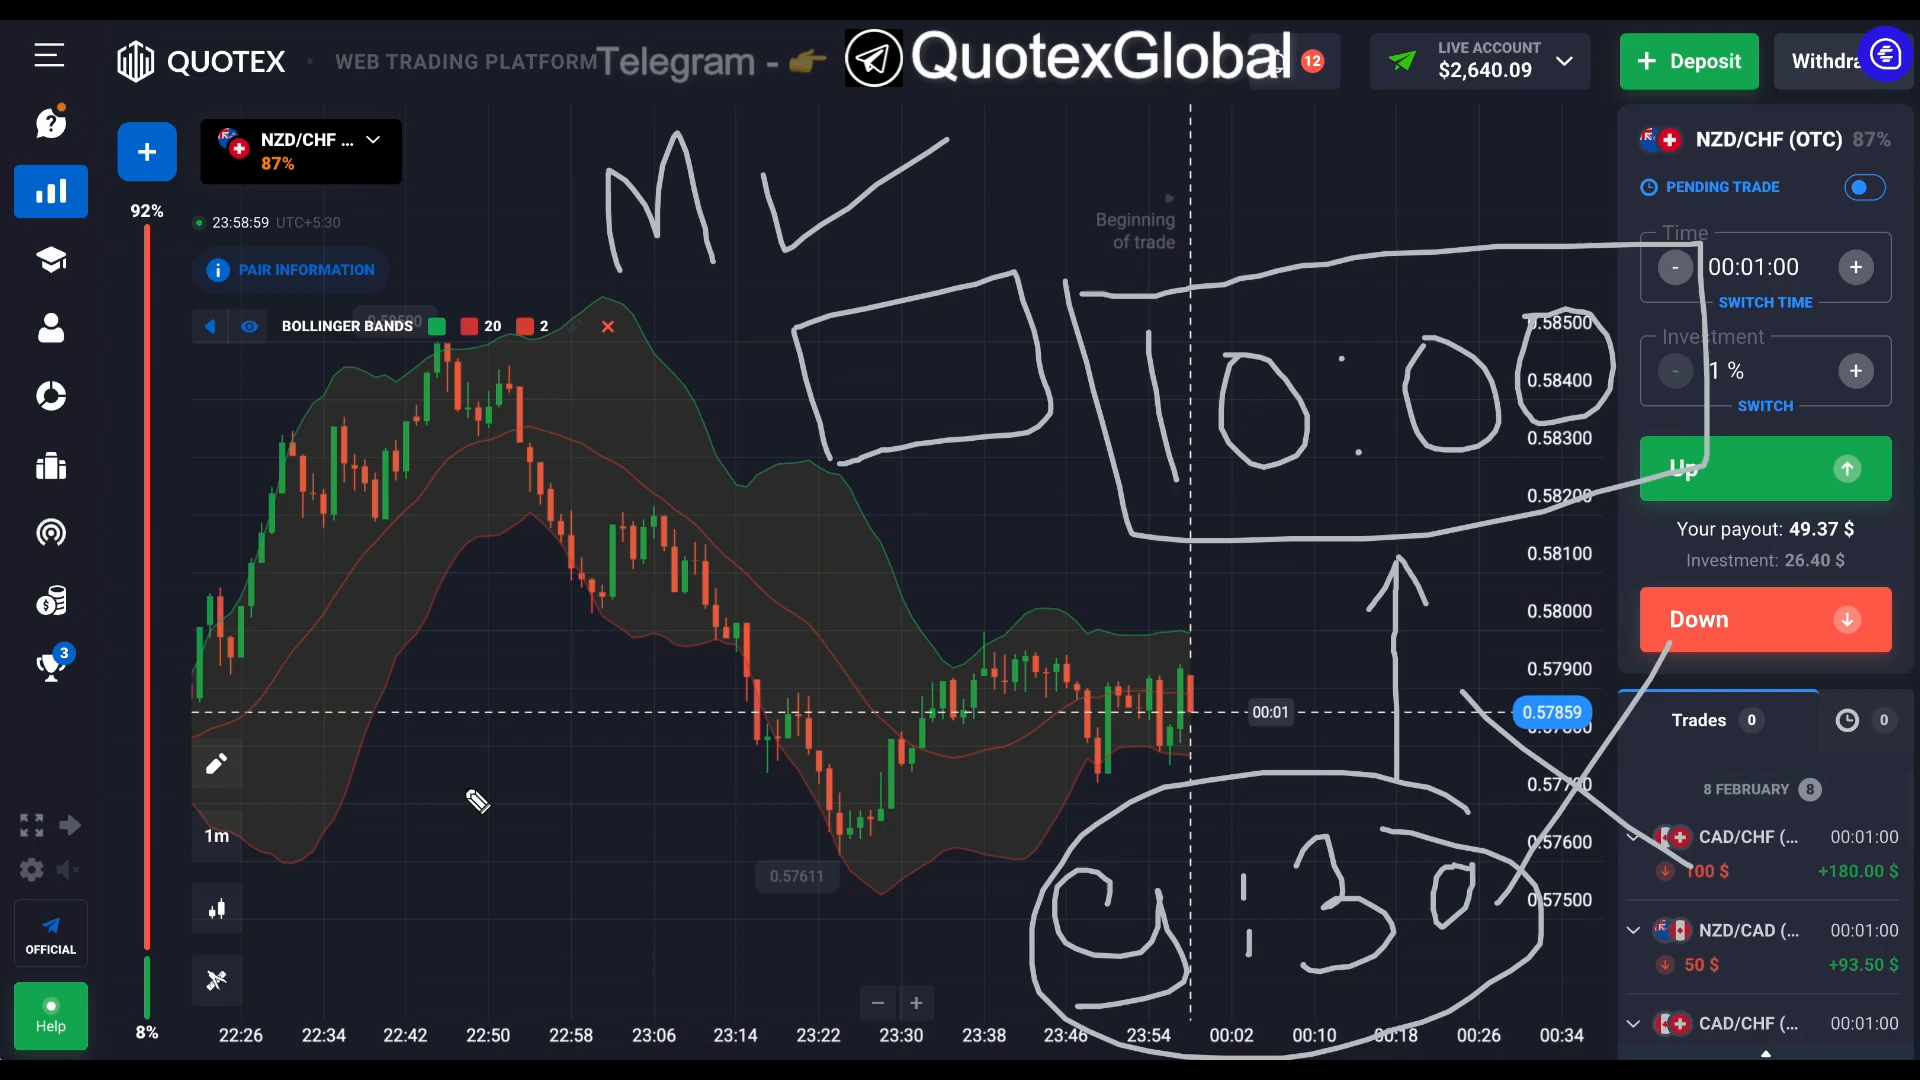 QUOTEX
WEB TRADING PLATFORM
Telegram - QuotexGlobal
12
LIVE ACCOUNT
$2,640.09
Deposit
NZD/CHF ...
87%
NZD/CHF (OTC) 87%
PENDING TRADE
92%
23:58:59 UTC+5:30
Beginning
of trade
M
Time
- 00:01:00 +
SWITCH TIME
PAIR INFORMATION
BOLLINGER BANDS 20 2
10:00
Investment
- 1 % +
SWITCH
Up
Your payout: 49.37 $
Investment: 26.40 $
Down
0.58500
0.58400
0.58300
0.58200
0.58100
0.58000
0.57900
0.57859
0.57800
0.57700
0.57600
0.57500
00:01
0.57611
9:30
1m
Trades 0
0
8 FEBRUARY 8
CAD/CHF (... 00:01:00
100 $ +180.00 $
NZD/CAD (... 00:01:00
50 $ +93.50 $
CAD/CHF (... 00:01:00
3
OFFICIAL
Help
8%
22:26 22:34 22:42 22:50 22:58 23:06 23:14 23:22 23:30 23:38 23:46 23:54 00:02 00:10 00:18 00:26 00:34